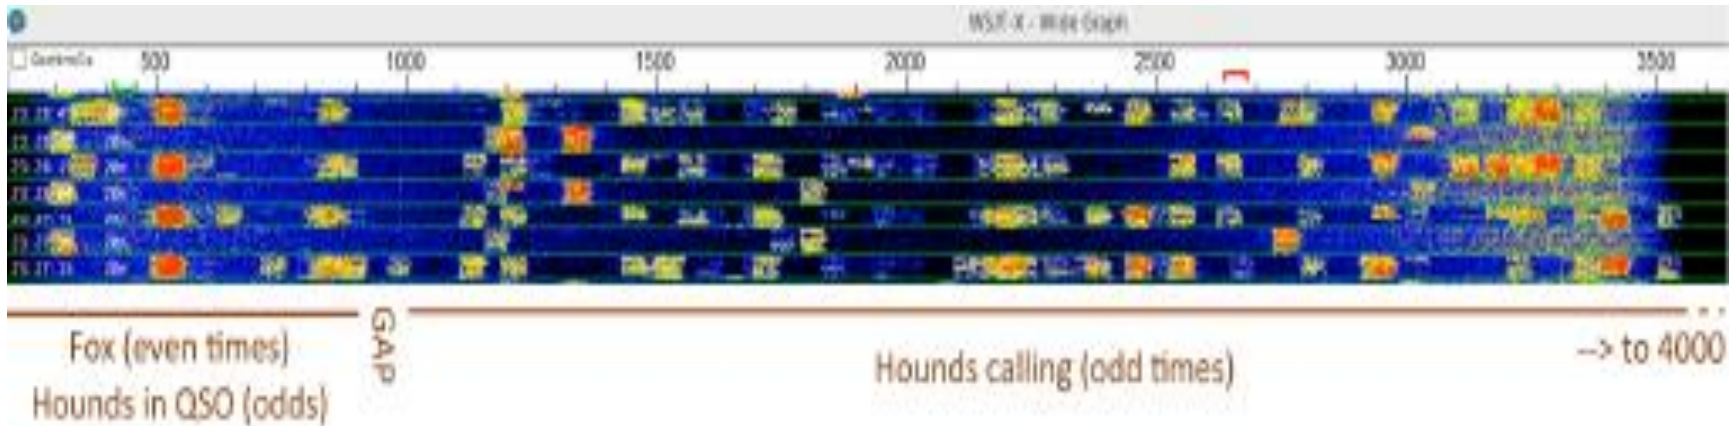 WSJT-X - Wide Graph
Controls 500 1000 1500 2000 2500 3000 3500
Fox (even times)
Hounds in QSO (odds)
GAP
Hounds calling (odd times)
--> to 4000